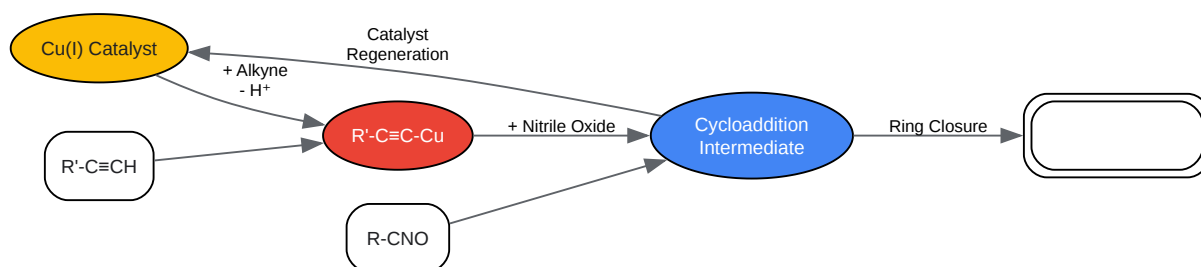 Cu(I) Catalyst
Catalyst
Regeneration
+ Alkyne
- H⁺
R'-C≡CH
R'-C≡C-Cu
+ Nitrile Oxide
R-CNO
Cycloaddition
Intermediate
Ring Closure